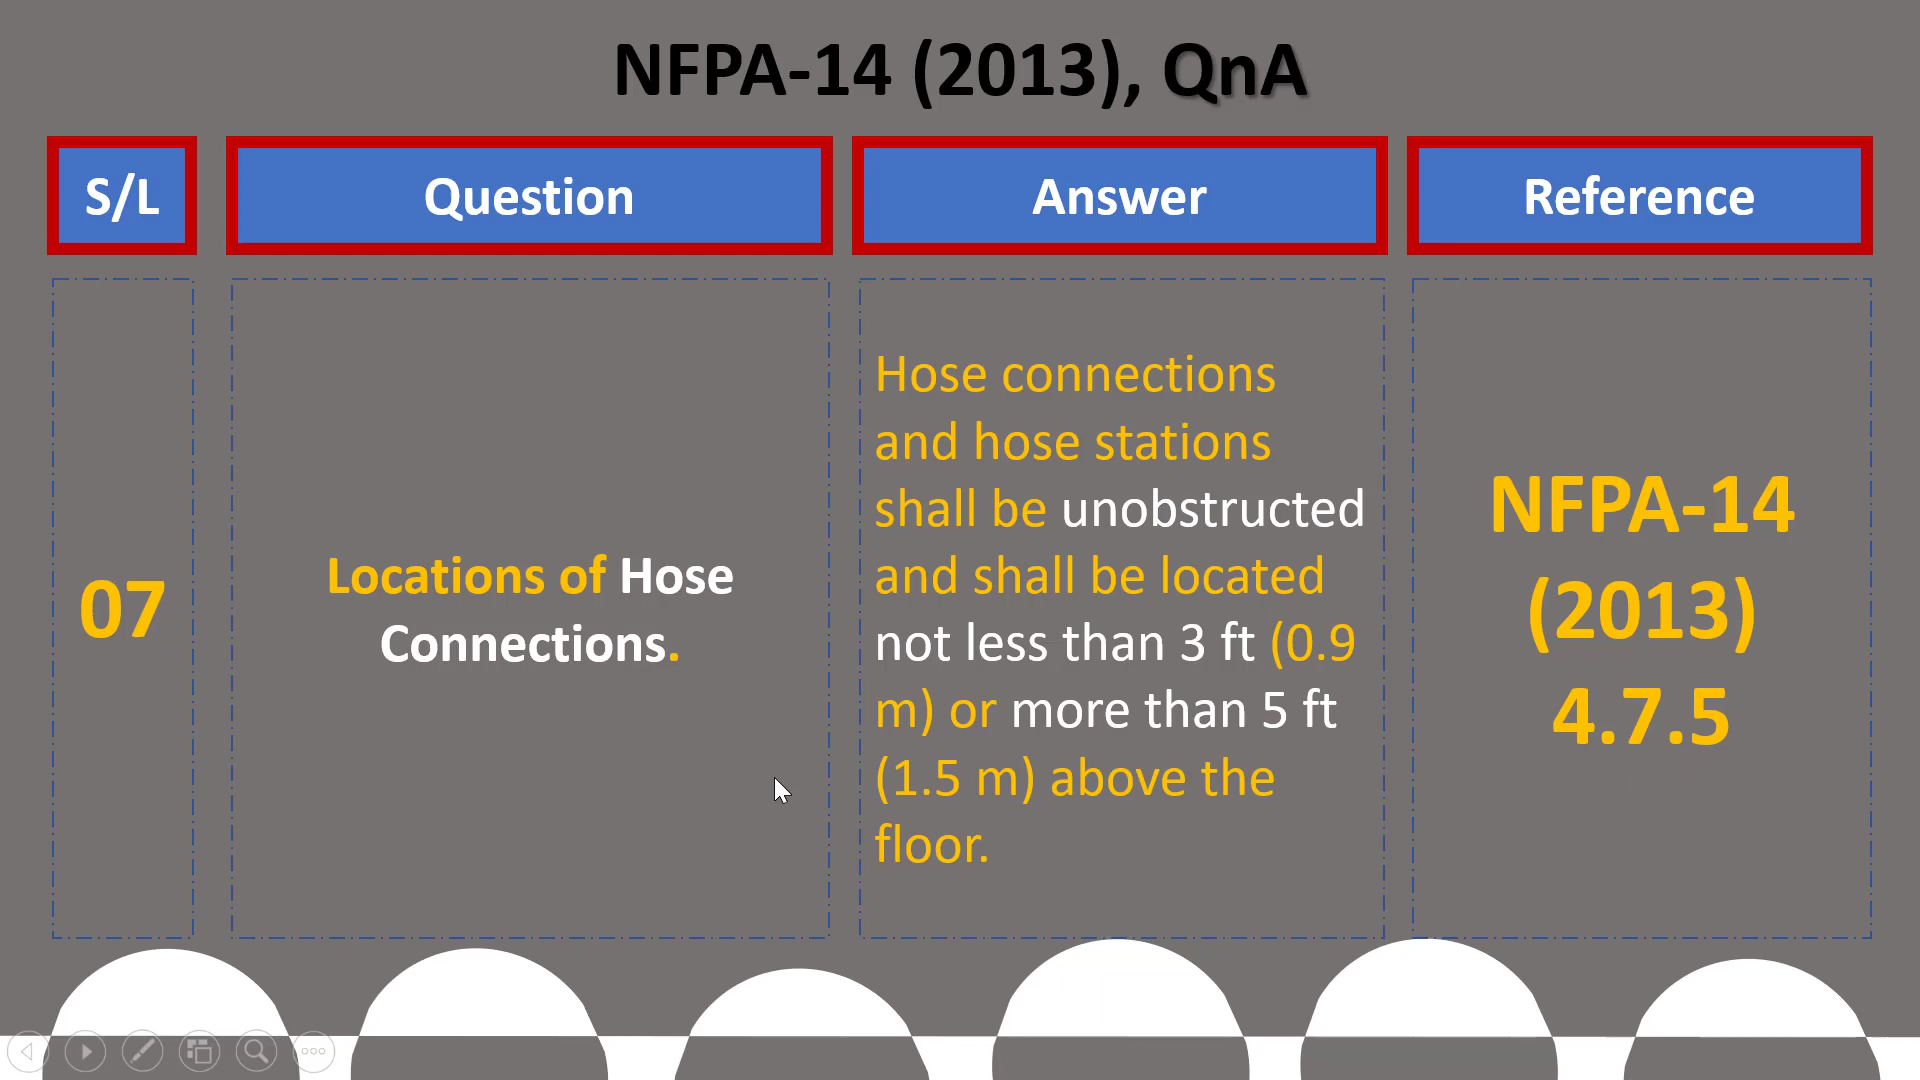 NFPA-14 (2013), QnA
S/L
Question
Answer
Reference
07
Locations of Hose
Connections.
Hose connections
and hose stations
shall be unobstructed
and shall be located
not less than 3 ft (0.9
m) or more than 5 ft
(1.5 m) above the
floor.
NFPA-14
(2013)
4.7.5